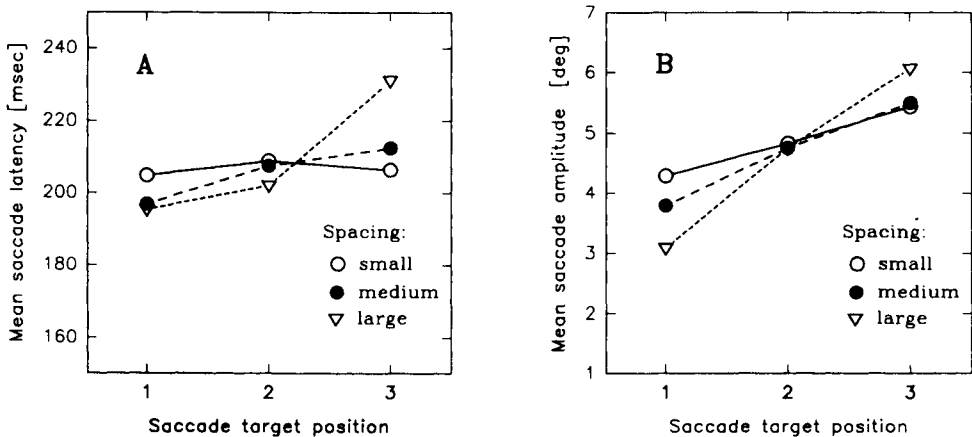 A
Mean saccade latency [msec]
240
220
200
180
160
Spacing:
small
medium
large
1 2 3
Saccade target position
B
Mean saccade amplitude [deg]
7
6
5
4
3
2
1
Spacing:
small
medium
large
1 2 3
Saccade target position